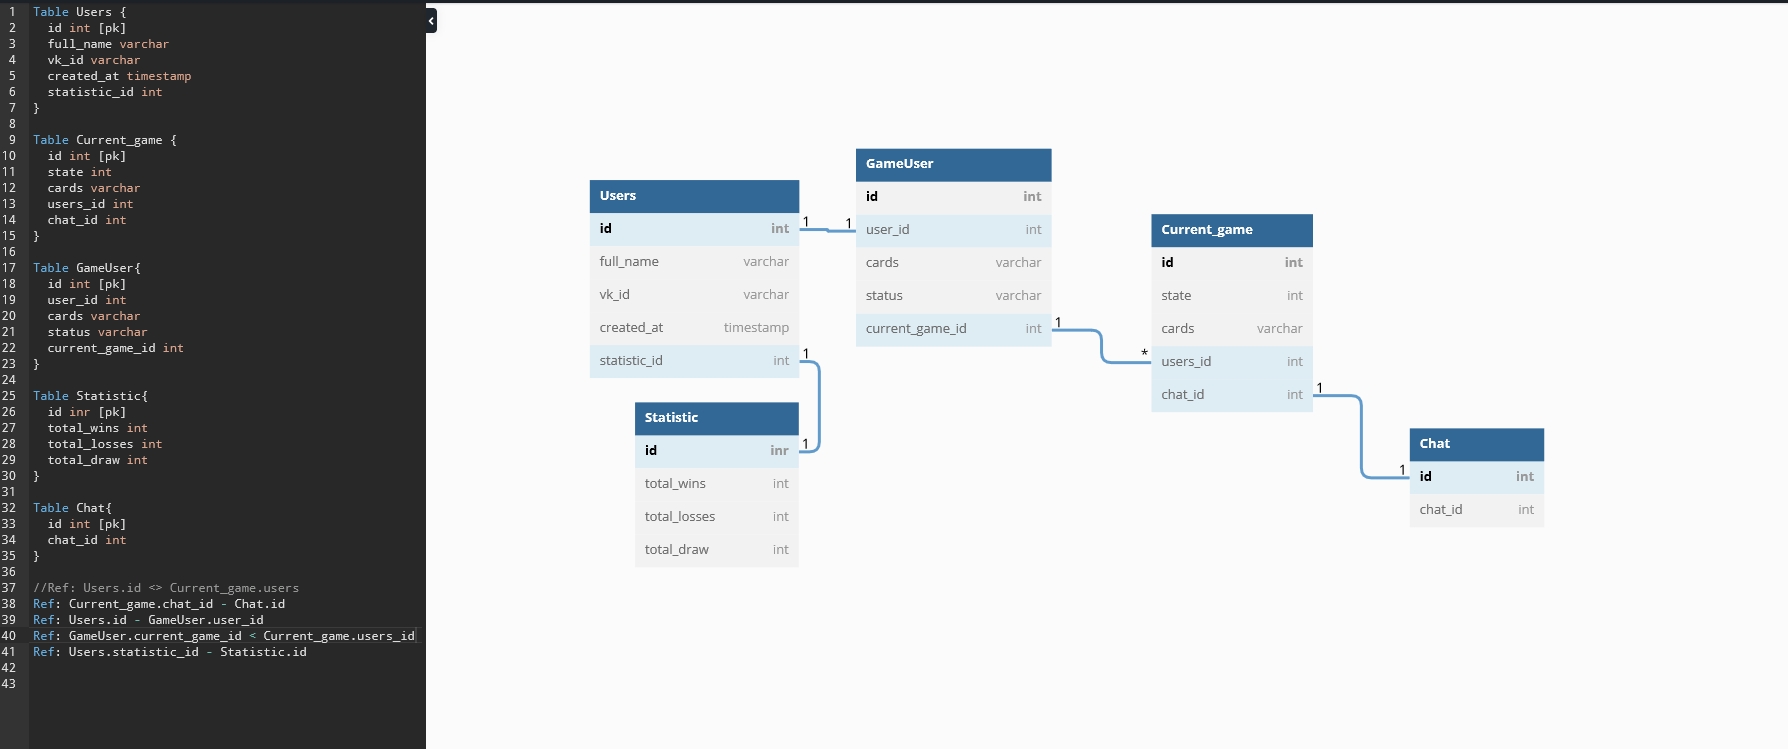 1 Table Users {
2 id int [pk]
3 full_name varchar
4 vk_id varchar
5 created_at timestamp
6 statistic_id int
7 }
8
9 Table Current_game {
10 id int [pk]
11 state int
12 cards varchar
13 users_id int
14 chat_id int
15 }
16
17 Table GameUser{
18 id int [pk]
19 user_id int
20 cards varchar
21 status varchar
22 current_game_id int
23 }
24
25 Table Statistic{
26 id inr [pk]
27 total_wins int
28 total_losses int
29 total_draw int
30 }
31
32 Table Chat{
33 id int [pk]
34 chat_id int
35 }
36
37 //Ref: Users.id <> Current_game.users
38 Ref: Current_game.chat_id - Chat.id
39 Ref: Users.id - GameUser.user_id
40 Ref: GameUser.current_game_id < Current_game.users_id
41 Ref: Users.statistic_id - Statistic.id
42
43
Users
id int 1
full_name varchar
vk_id varchar
created_at timestamp
statistic_id int 1
Statistic
id inr 1
total_wins int
total_losses int
total_draw int
GameUser
id int
1 user_id int
cards varchar
status varchar
current_game_id int 1
Current_game
id int
state int
cards varchar
* users_id int
chat_id int 1
Chat
1 id int
chat_id int